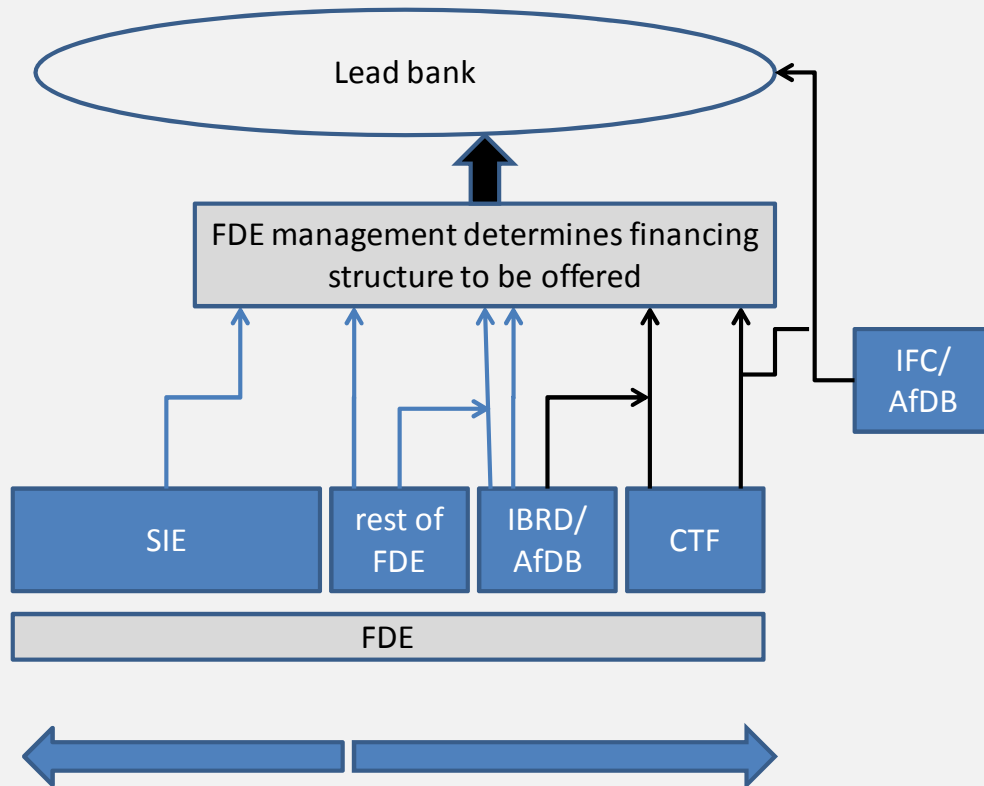 Lead bank
FDE management determines financing
structure to be offered
IFC/
AfDB
SIE
rest of
FDE
IBRD/
AfDB
CTF
FDE